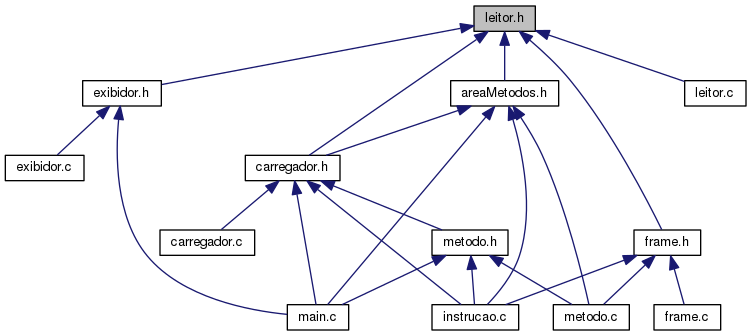 leitor.h
exibidor.h
areaMetodos.h
leitor.c
exibidor.c
carregador.h
carregador.c
metodo.h
frame.h
main.c
instrucao.c
metodo.c
frame.c